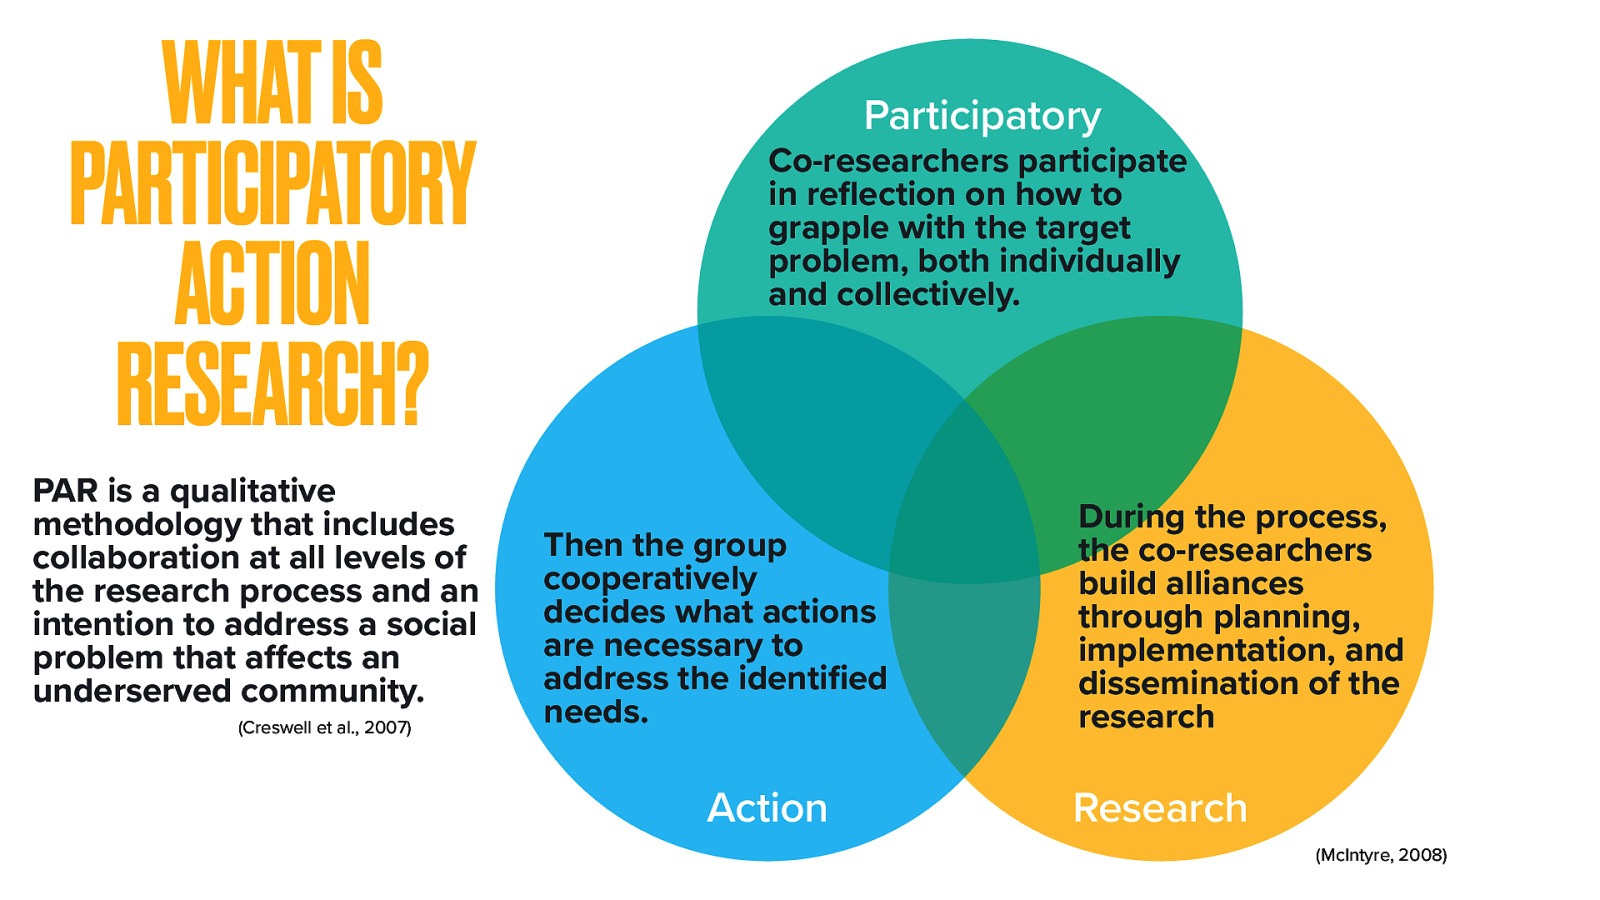 WHAT IS
PARTICIPATORY
ACTION
RESEARCH?
PAR is a qualitative
methodology that includes
collaboration at all levels of
the research process and an
intention to address a social
problem that affects an
underserved community.
(Creswell et al., 2007)
Participatory
Co-researchers participate
in reflection on how to
grapple with the target
problem, both individually
and collectively.
Then the group
cooperatively
decides what actions
are necessary to
address the identified
needs.
Action
During the process,
the co-researchers
build alliances
through planning,
implementation, and
dissemination of the
research
Research
(McIntyre, 2008)